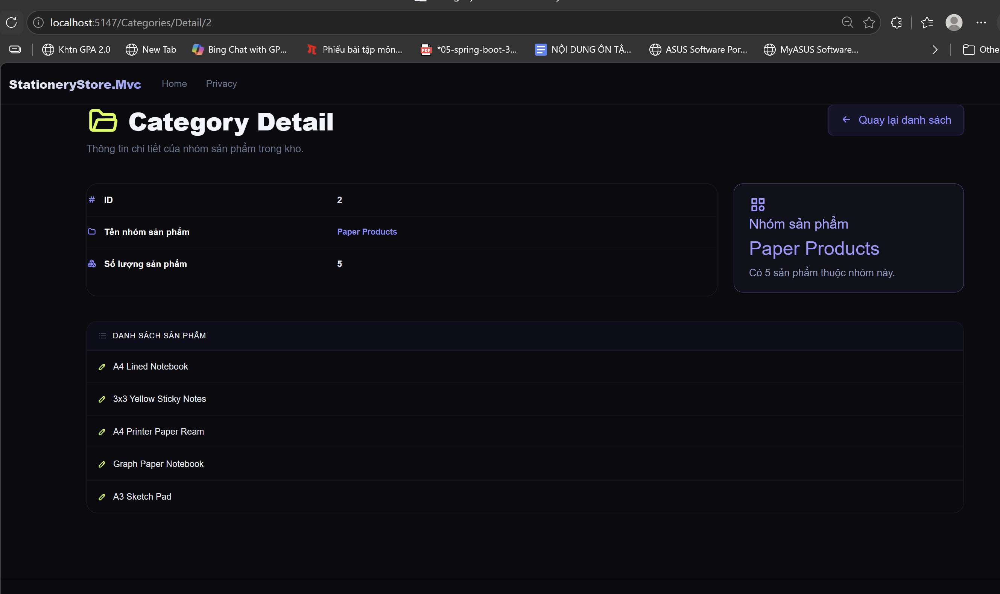 localhost:5147/Categories/Detail/2
Khtn GPA 2.0
New Tab
Bing Chat with GP...
Phiếu bài tập môn...
PDF
*05-spring-boot-3...
NỘI DUNG ÔN TẬ...
ASUS Software Por...
MyASUS Software...
Othe
StationeryStore.Mvc
Home
Privacy
Category Detail
← Quay lại danh sách
Thông tin chi tiết của nhóm sản phẩm trong kho.
# ID 2
Tên nhóm sản phẩm Paper Products
Số lượng sản phẩm 5
Nhóm sản phẩm
Paper Products
Có 5 sản phẩm thuộc nhóm này.
DANH SÁCH SẢN PHẨM
A4 Lined Notebook
3x3 Yellow Sticky Notes
A4 Printer Paper Ream
Graph Paper Notebook
A3 Sketch Pad